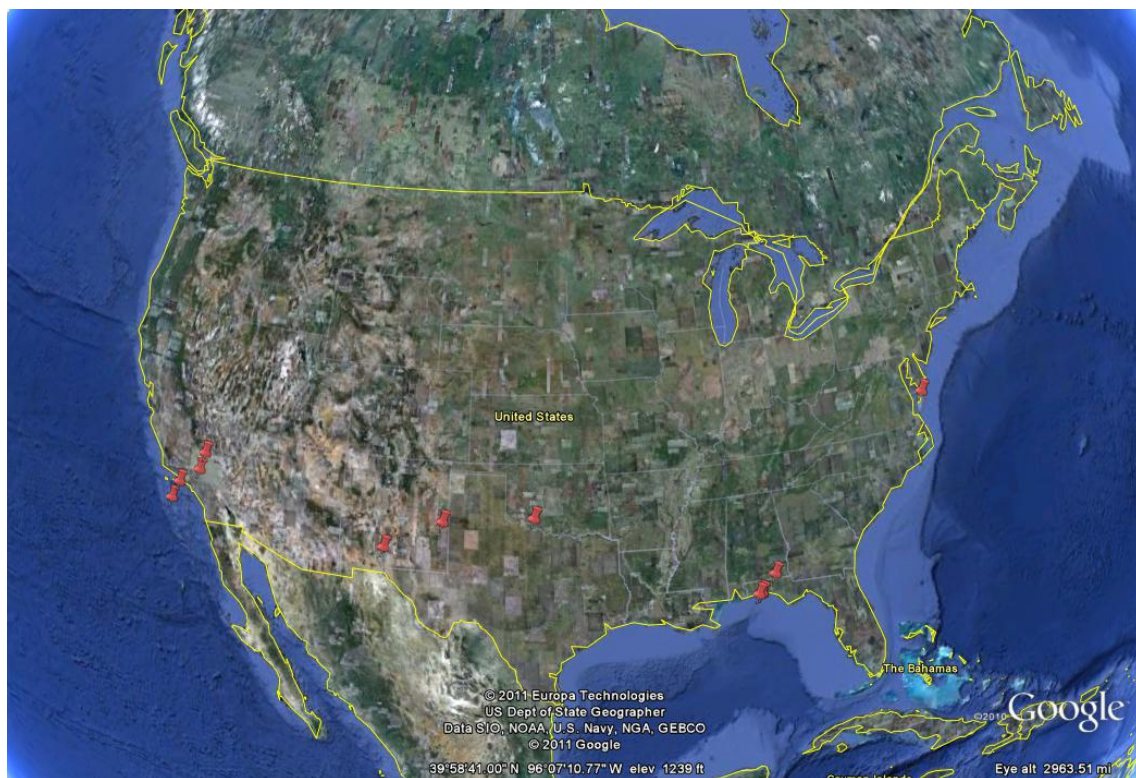 United States
The Bahamas
© 2011 Europa Technologies
US Dept of State Geographer
Data SIO, NOAA, U.S. Navy, NGA, GEBCO
© 2011 Google
©2010 Google
39°58'41.00" N 96°07'10.77" W elev 1239 ft
Eye alt 2963.51 mi